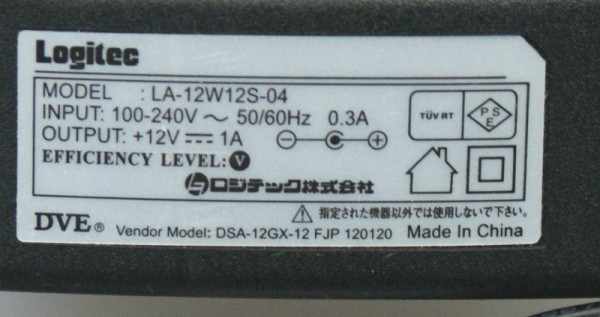 Logitec
MODEL : LA-12W12S-04
INPUT: 100-240V ~ 50/60Hz 0.3A
OUTPUT: +12V ⎓ 1A
EFFICIENCY LEVEL: V
TÜV RT
PSE
ロジテック株式会社
⚠ 指定された機器以外では使用しないで下さい。
DVE® Vendor Model: DSA-12GX-12 FJP 120120 Made In China